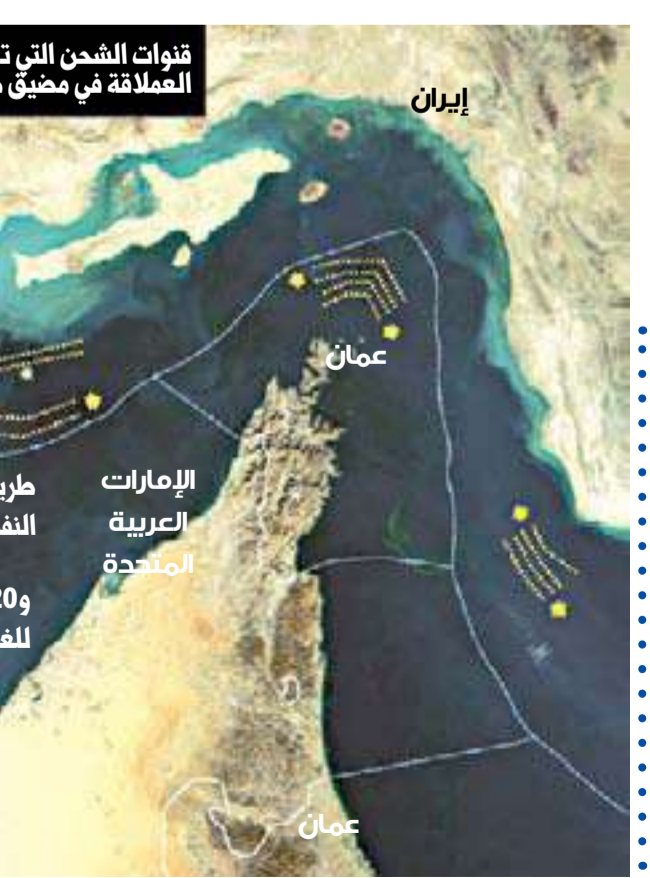 قنوات الشحن التي
العملاقة في مضيق
إيران
عمان
الإمارات
العربية
المتحدة
عمان